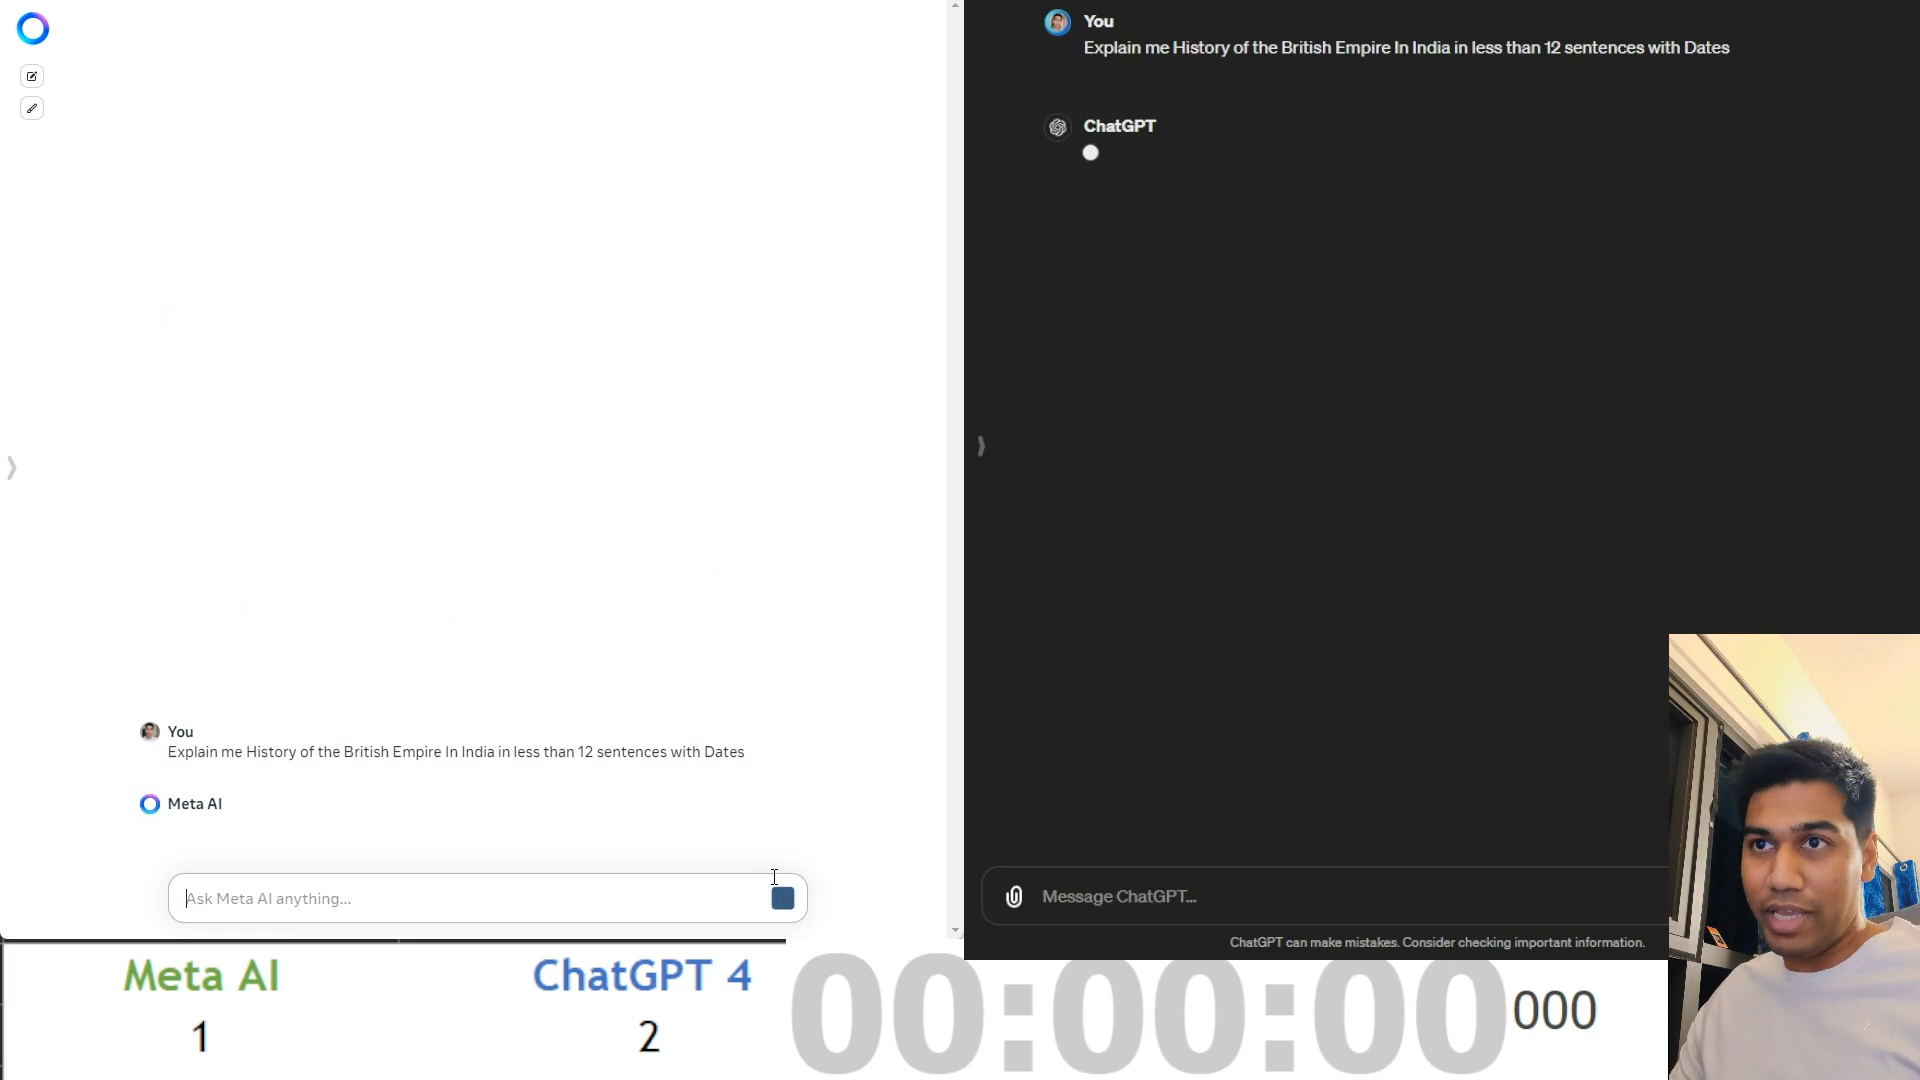 You
Explain me History of the British Empire In India in less than 12 sentences with Dates
Meta AI
Ask Meta AI anything...
You
Explain me History of the British Empire In India in less than 12 sentences with Dates
ChatGPT
Message ChatGPT...
ChatGPT can make mistakes. Consider checking important information.
Meta AI
ChatGPT 4
1
2
00:00:00
000